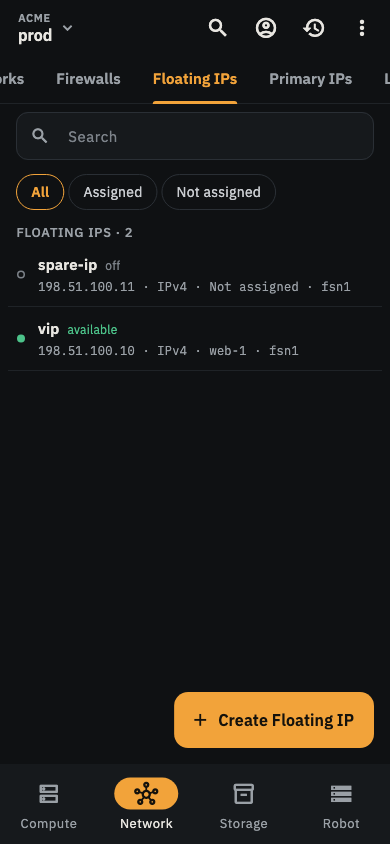 ACME
prod
rks Firewalls Floating IPs Primary IPs L
Search
All Assigned Not assigned
FLOATING IPS · 2
spare-ip off
198.51.100.11 · IPv4 · Not assigned · fsn1
vip available
198.51.100.10 · IPv4 · web-1 · fsn1
+ Create Floating IP
Compute Network Storage Robot